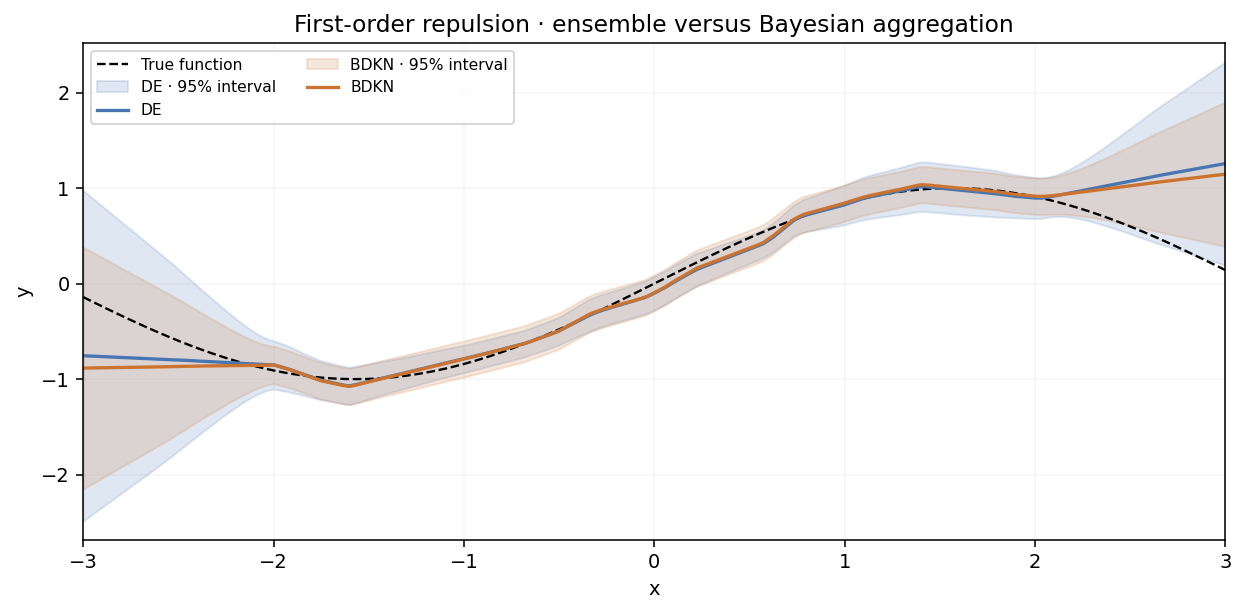 First-order repulsion · ensemble versus Bayesian aggregation
True function
DE · 95% interval
DE
BDKN · 95% interval
BDKN
y
2
1
0
−1
−2
−3
−2
−1
0
1
2
3
x